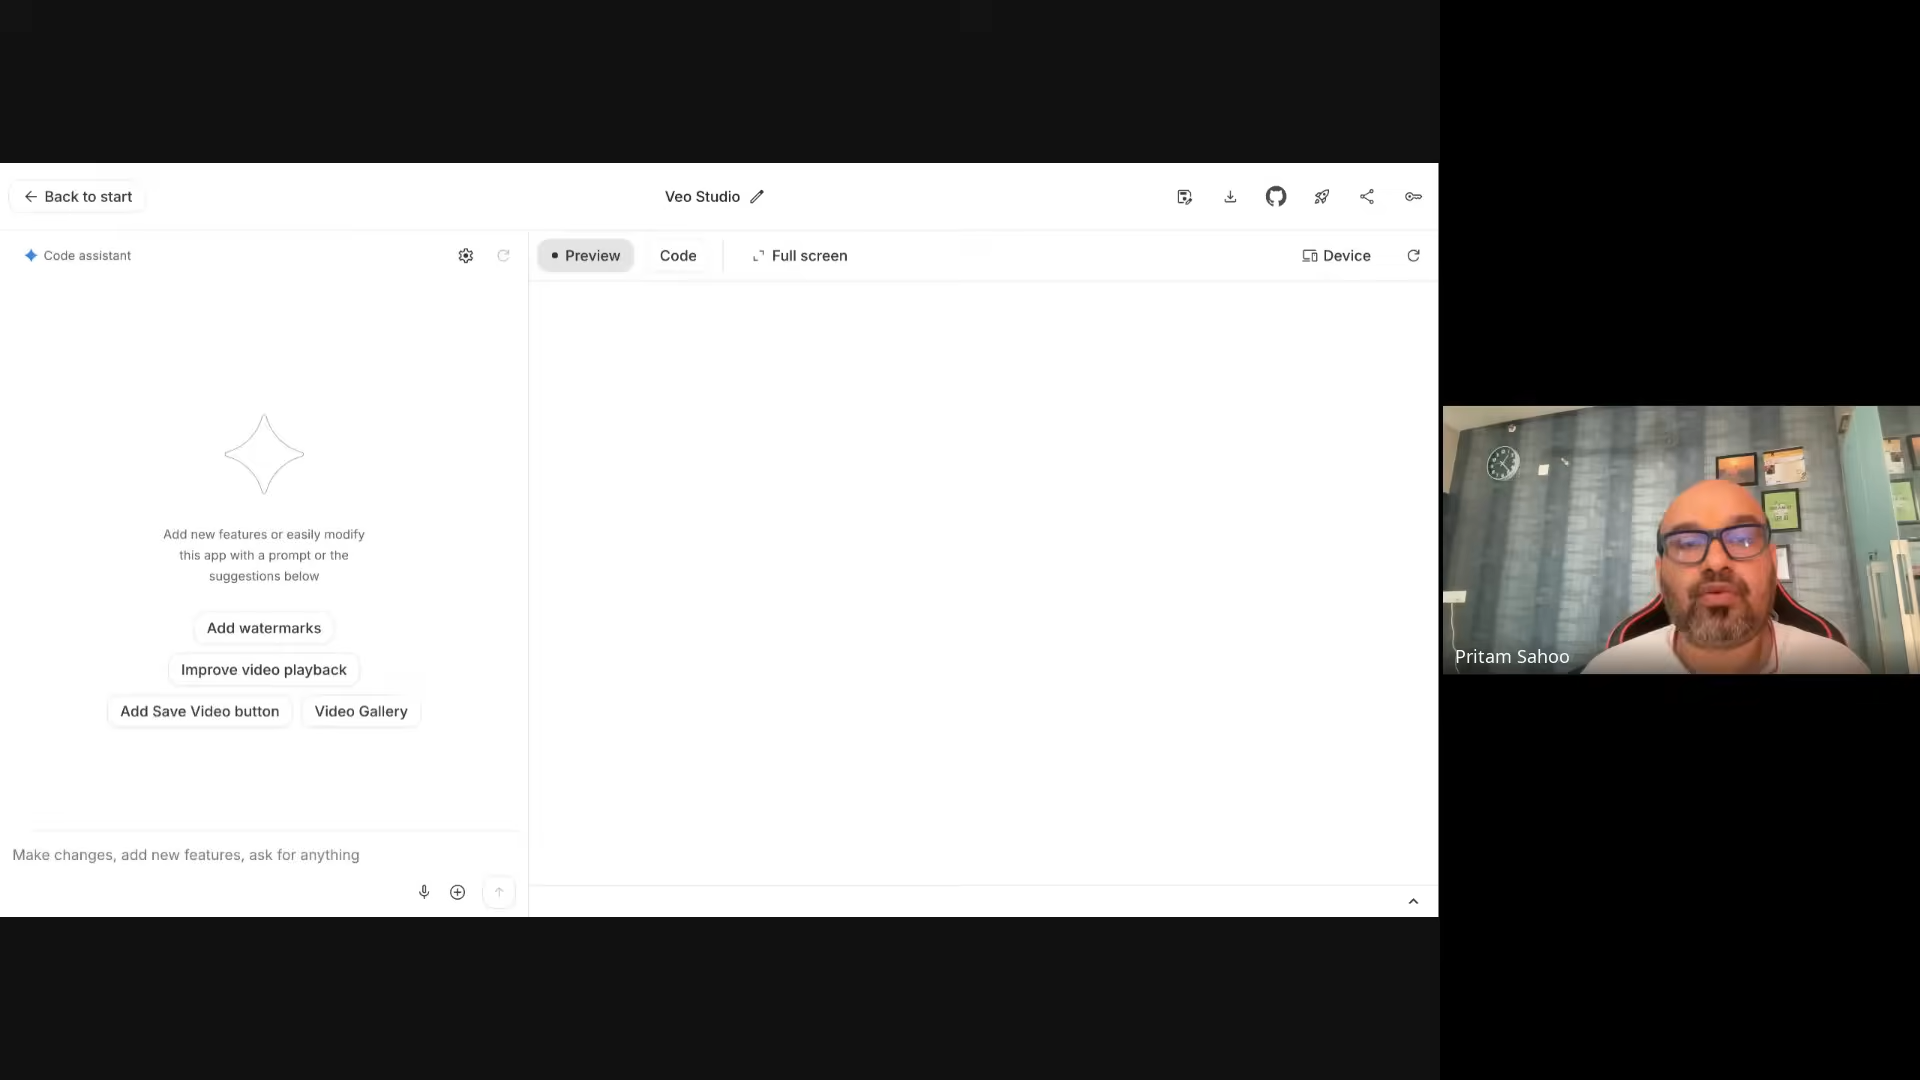 Back to start
Veo Studio
Code assistant
Preview
Code
Full screen
Device
Add new features or easily modify
this app with a prompt or the
suggestions below
Add watermarks
Improve video playback
Add Save Video button
Video Gallery
Make changes, add new features, ask for anything
Pritam Sahoo